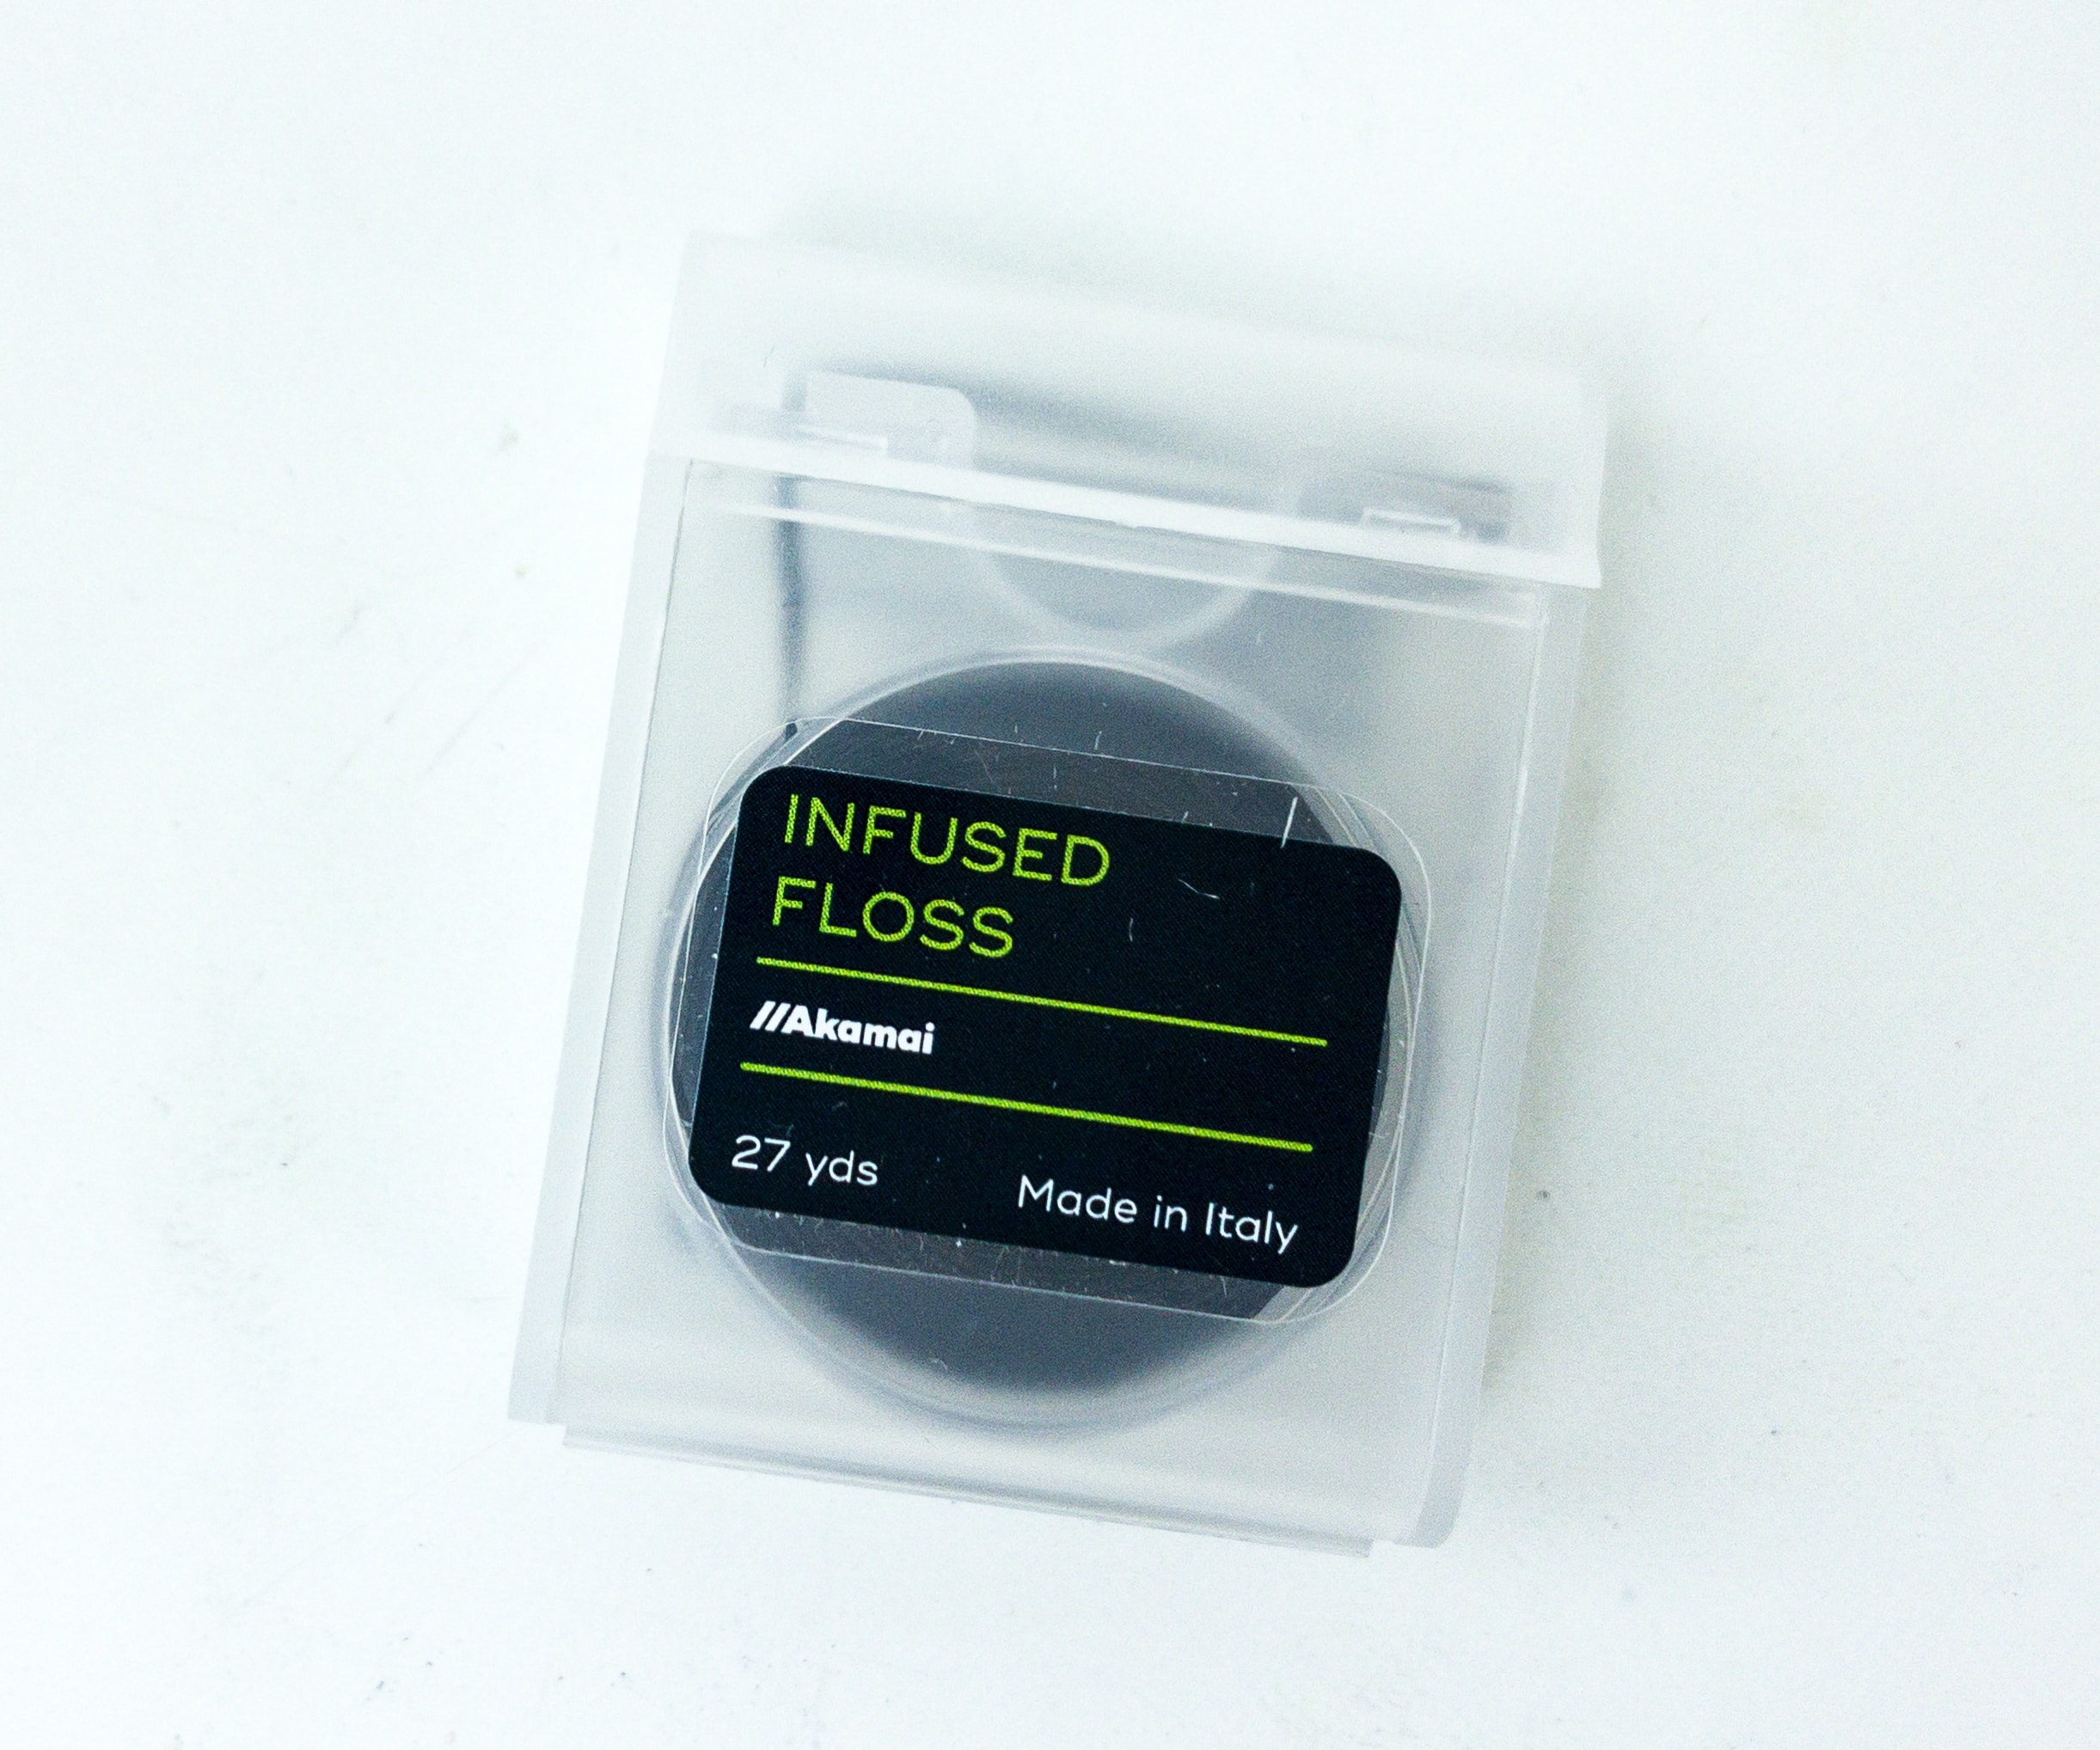 INFUSED
FLOSS
//Akamai
27 yds Made in Italy